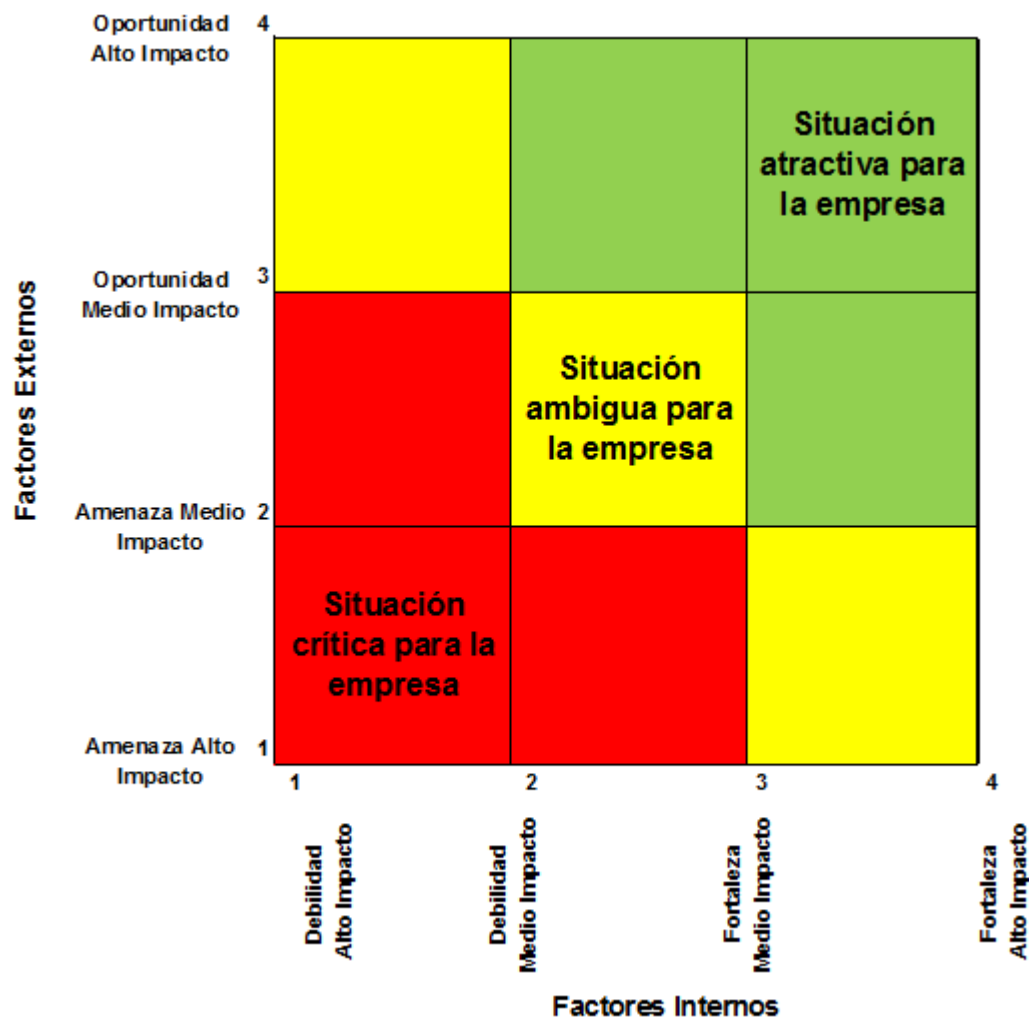 Oportunidad
Alto Impacto
4
Situación
atractiva para
la empresa
Oportunidad
Medio Impacto
3
Factores Externos
Situación
ambigua para
la empresa
Amenaza Medio
Impacto
2
Situación
crítica para la
empresa
Amenaza Alto
Impacto
1
1
2
3
4
Debilidad
Alto Impacto
Debilidad
Medio Impacto
Fortaleza
Medio Impacto
Fortaleza
Alto Impacto
Factores Internos